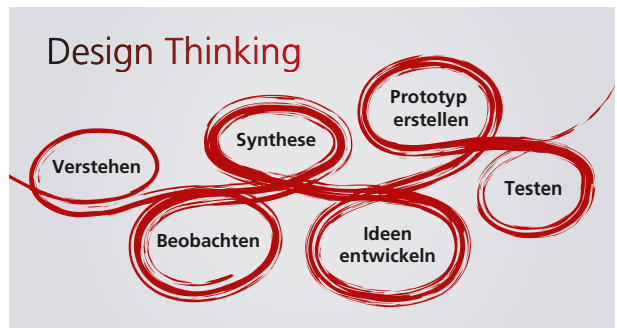 Design Thinking
Verstehen
Beobachten
Synthese
Ideen
entwickeln
Prototyp
erstellen
Testen